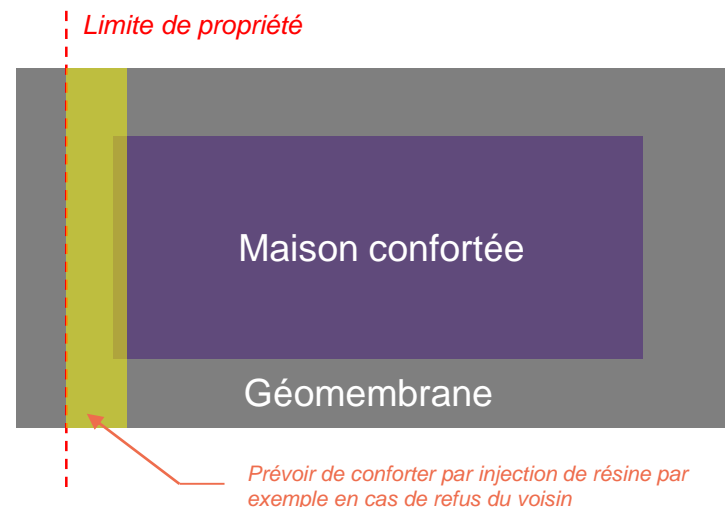 Limite de propriété
Maison confortée
Géomembrane
Prévoir de conforter par injection de résine par
exemple en cas de refus du voisin